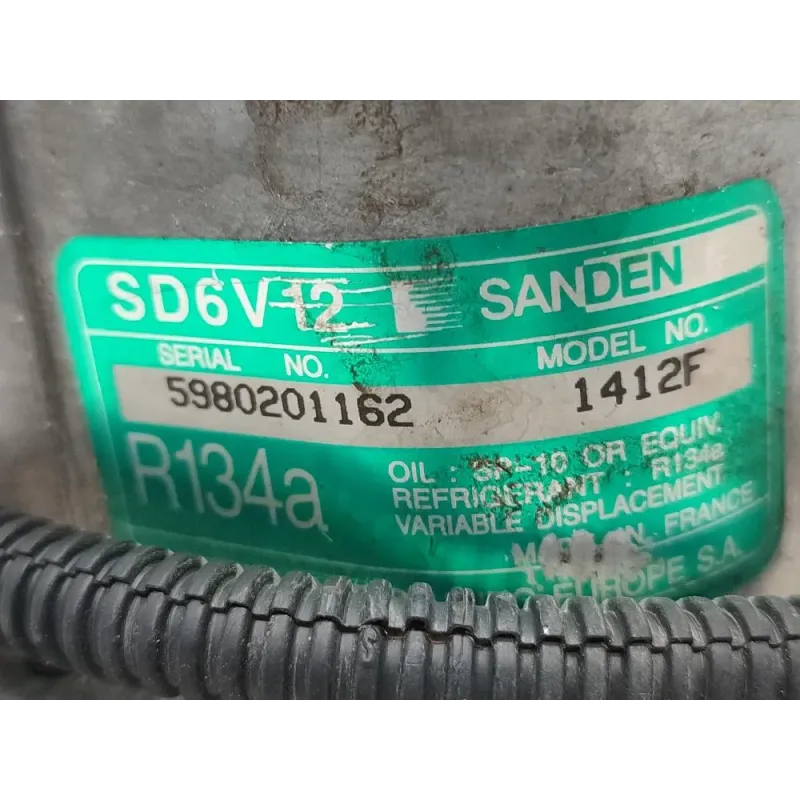 SD6V12 SANDEN
SERIAL NO. MODEL NO.
5980201162 1412F
R134a
OIL : SP-10 OR EQUIV.
REFRIGERANT : R134a
VARIABLE DISPLACEMENT
FRANCE
EUROPE S.A.